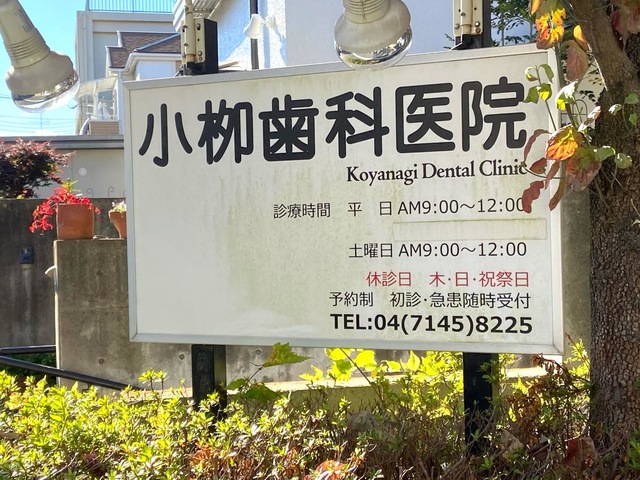 小栁歯科医院
Koyanagi Dental Clinic
診療時間 平 日 AM9:00〜12:00
土曜日 AM9:00〜12:00
休診日 木・日・祝祭日
予約制 初診・急患随時受付
TEL:04(7145)8225